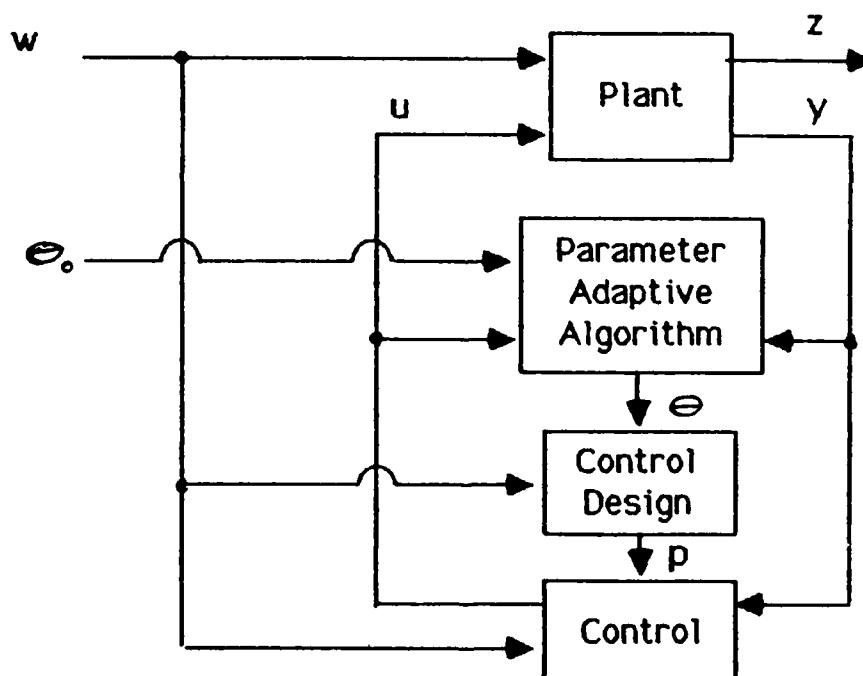 w
z
Plant
u
y
Θ₀
Parameter
Adaptive
Algorithm
Θ
Control
Design
p
Control